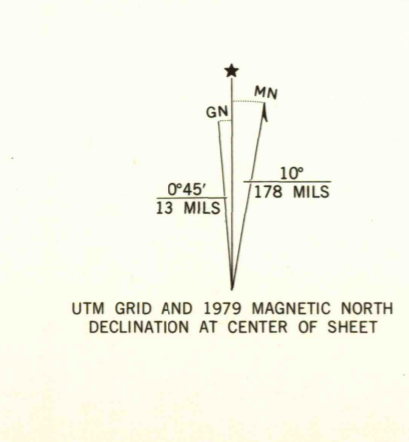 ★
MN
GN
0°45′
13 MILS
10°
178 MILS
UTM GRID AND 1979 MAGNETIC NORTH
DECLINATION AT CENTER OF SHEET